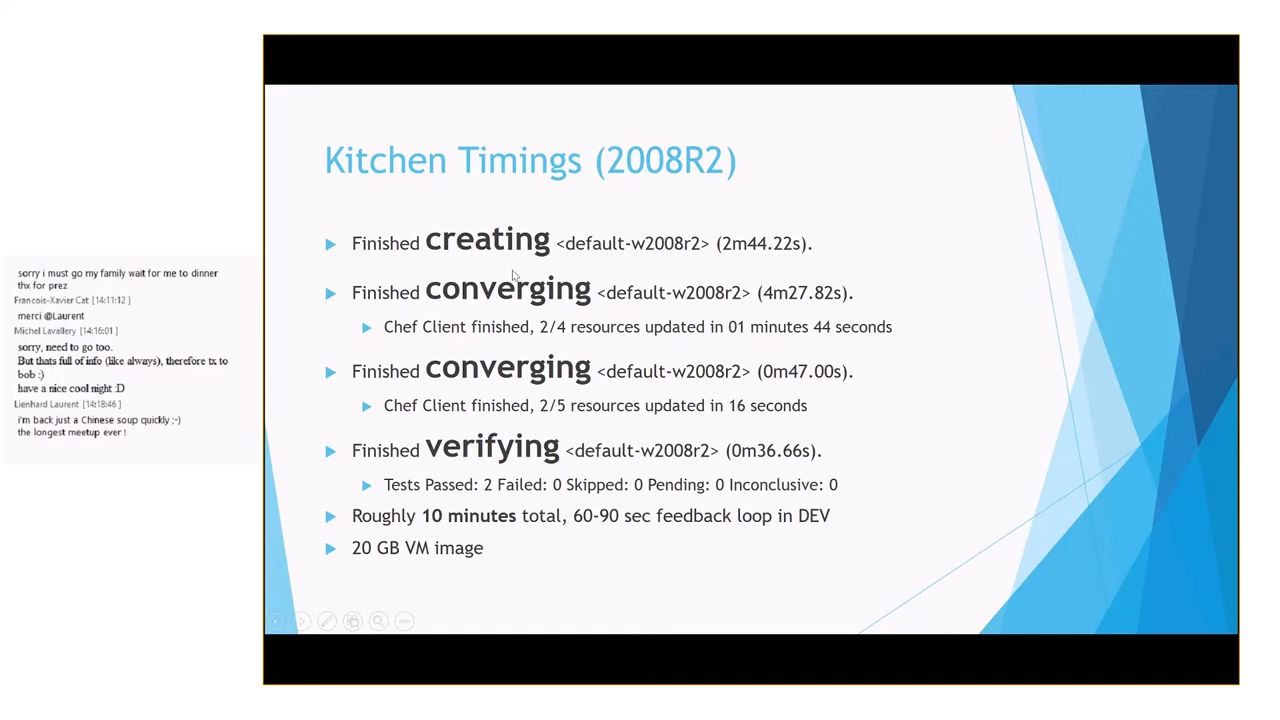 sorry i must go my family wait for me to dinner
thx for prez
Francois-Xavier Cat [14:11:12 ]
merci @Laurent
Michel Lavallery [14:16:01 ]
sorry, need to go too.
But thats full of info (like always), therefore tx to
bob :)
have a nice cool night :D
Lienhard Laurent [14:18:46 ]
i'm back just a Chinese soup quickly ;-)
the longest meetup ever !
Kitchen Timings (2008R2)
Finished creating <default-w2008r2> (2m44.22s).
Finished converging <default-w2008r2> (4m27.82s).
Chef Client finished, 2/4 resources updated in 01 minutes 44 seconds
Finished converging <default-w2008r2> (0m47.00s).
Chef Client finished, 2/5 resources updated in 16 seconds
Finished verifying <default-w2008r2> (0m36.66s).
Tests Passed: 2 Failed: 0 Skipped: 0 Pending: 0 Inconclusive: 0
Roughly 10 minutes total, 60-90 sec feedback loop in DEV
20 GB VM image